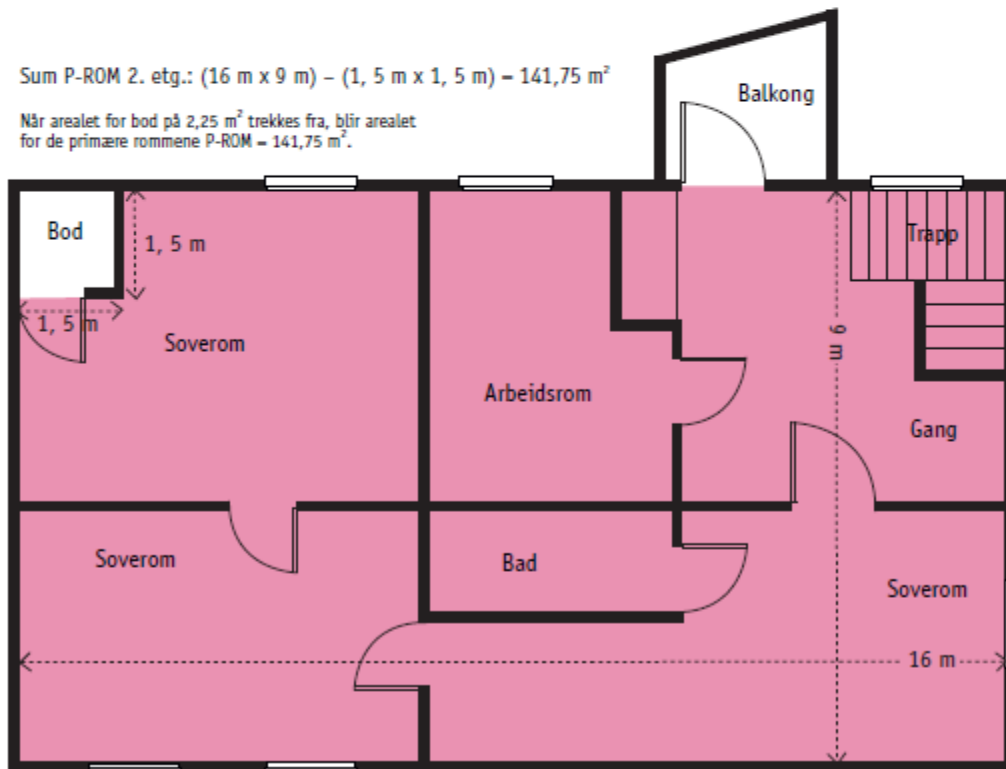 Sum P-ROM 2. etg.: (16 m x 9 m) – (1, 5 m x 1, 5 m) = 141,75 m²
Når arealet for bod på 2,25 m² trekkes fra, blir arealet
for de primære rommene P-ROM = 141,75 m².
Balkong
Bod
1, 5 m
Trapp
1, 5 m
Soverom
9 m
Arbeidsrom
Gang
Soverom
Bad
Soverom
16 m